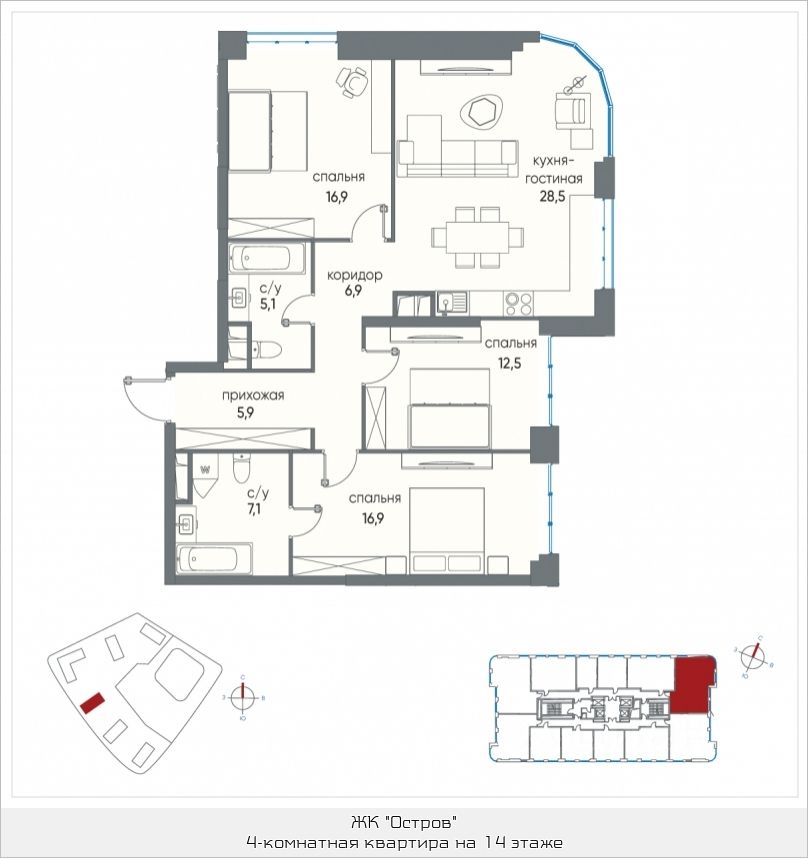 спальня
16,9
кухня-
гостиная
28,5
с/у
5,1
коридор
6,9
спальня
12,5
прихожая
5,9
W
с/у
7,1
спальня
16,9
С
З
В
Ю
С
З
В
Ю
ЖК "Остров"
4-комнатная квартира на 14 этаже